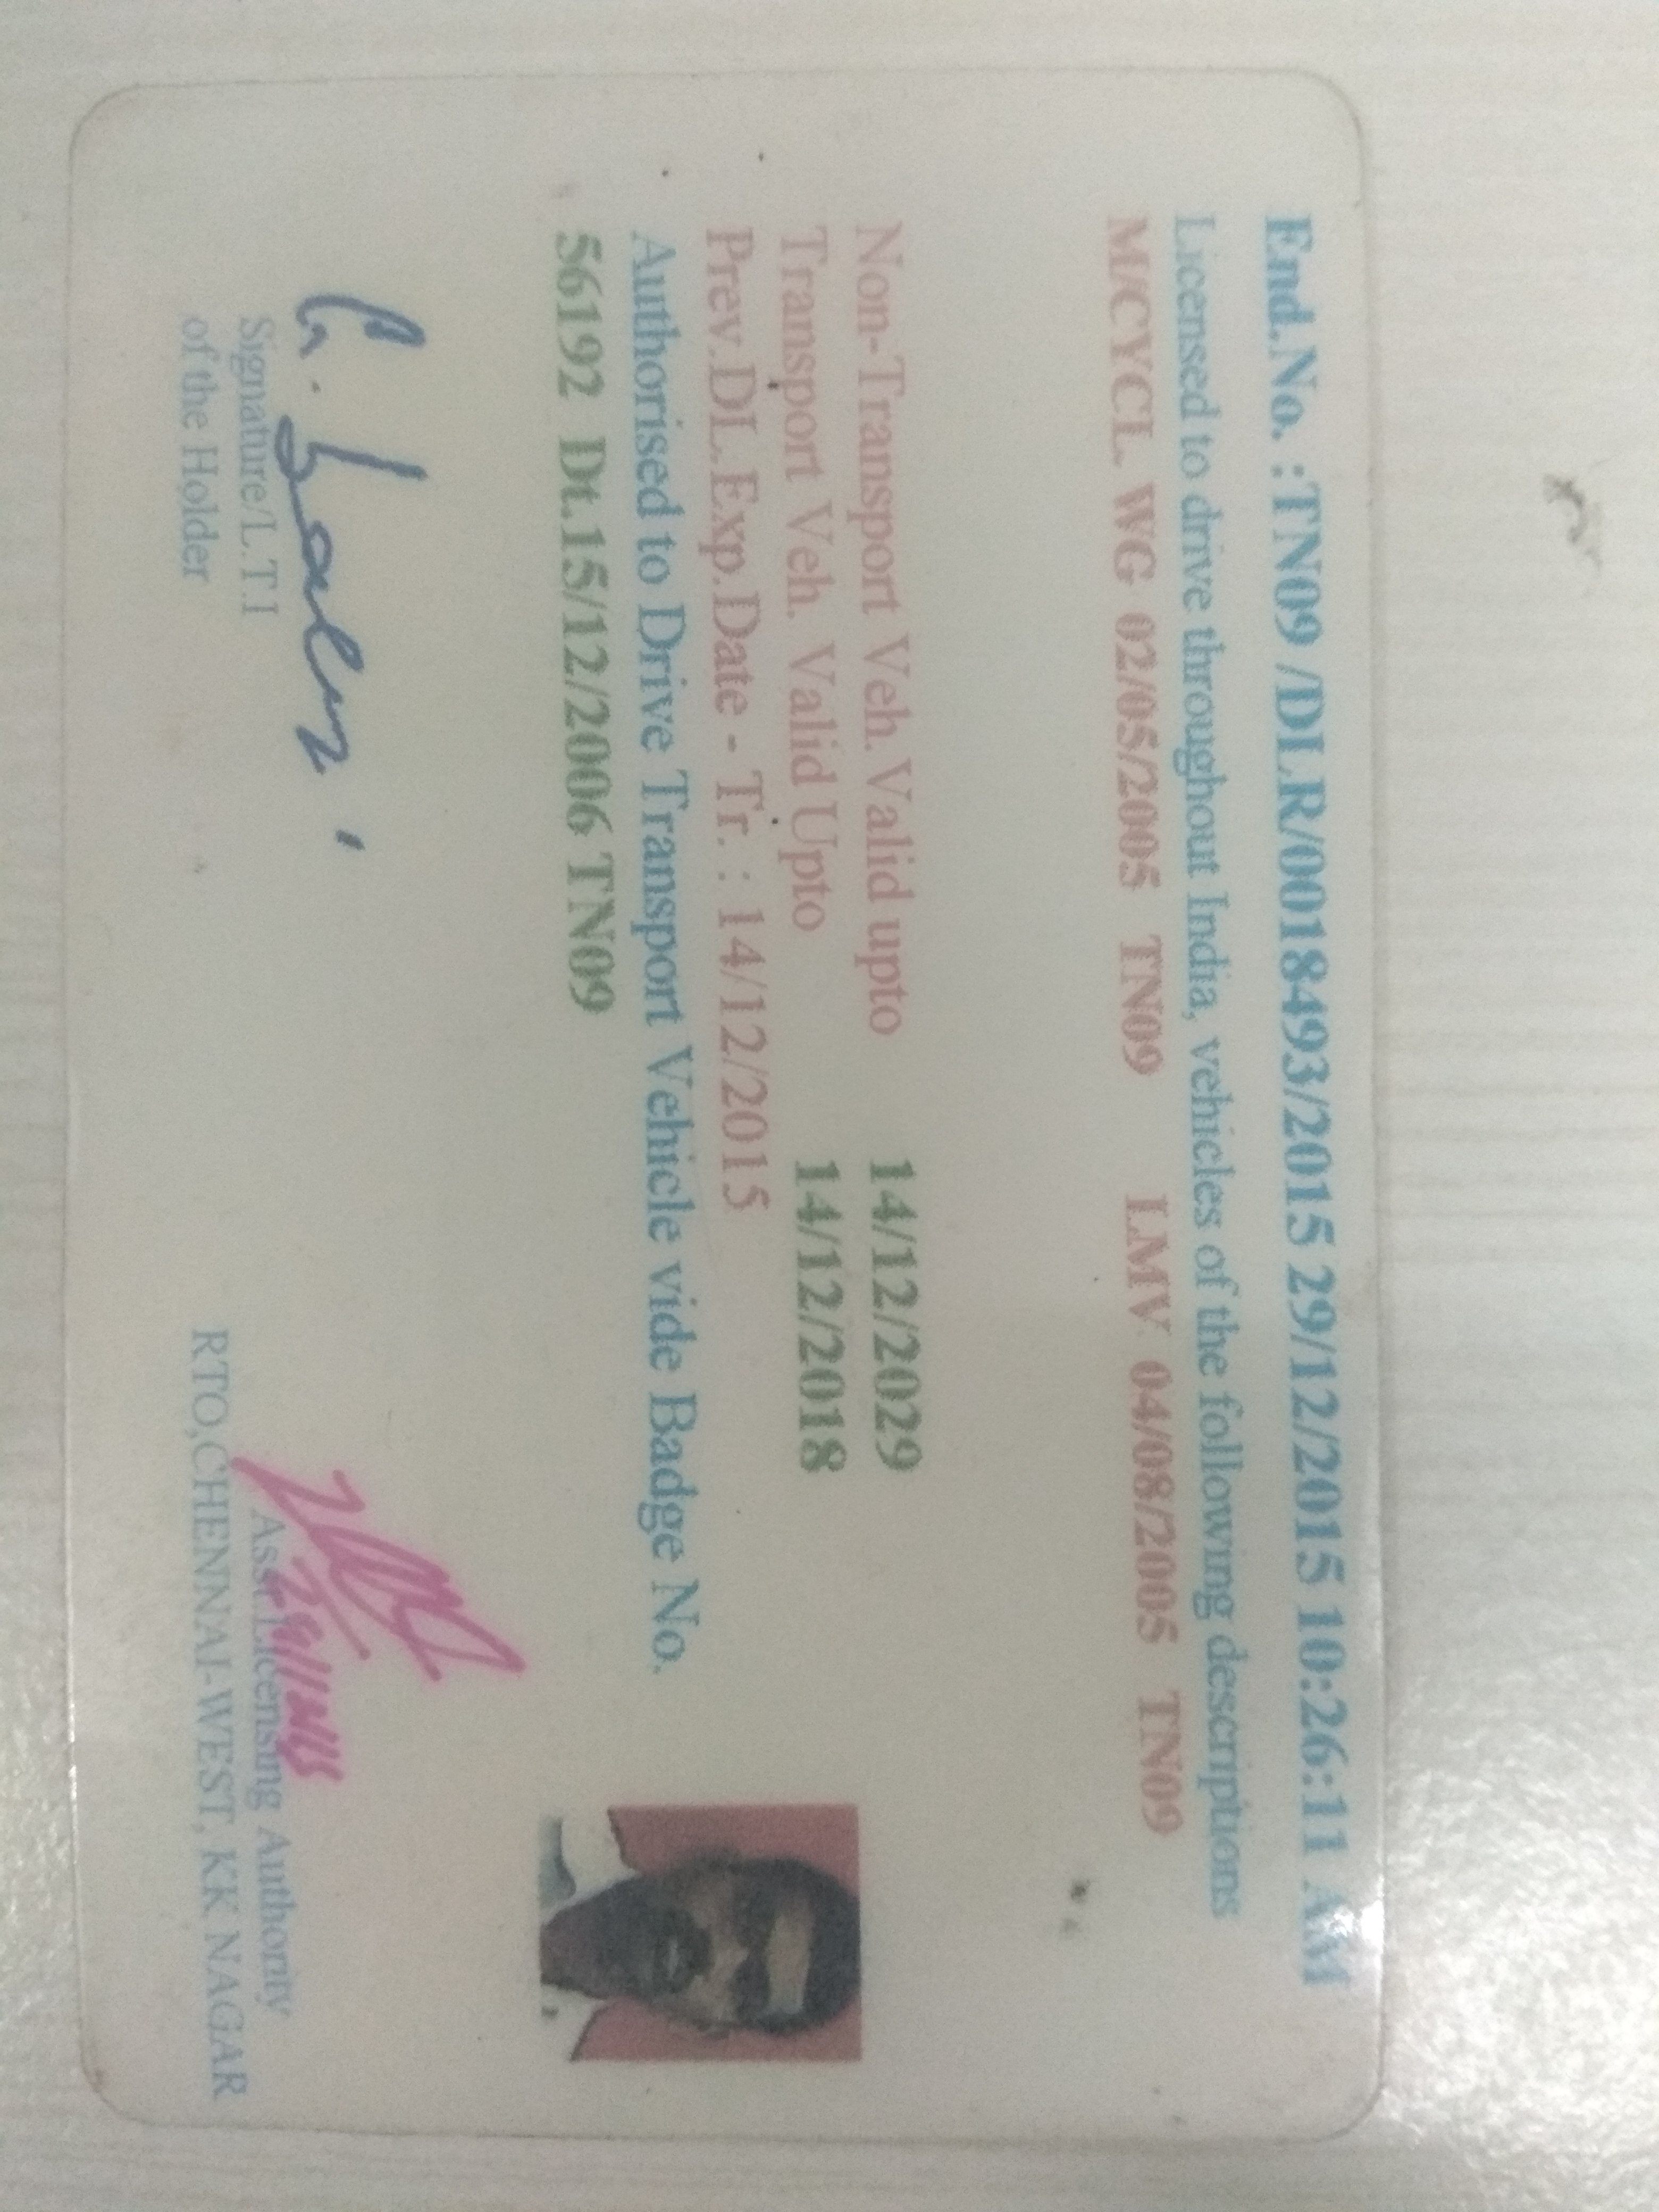 End.No. :TN09 /DLR/0018493/2015 29/12/2015 10:26:11 AM
Licensed to drive throughout India, vehicles of the following descriptions
M/CYCL. WG 02/05/2005 TN09 LMV 04/08/2005 TN09
Non-Transport Veh. Valid upto 14/12/2029
Transport Veh. Valid Upto 14/12/2018
Prev.DL.Exp.Date - Tr. : 14/12/2015
Authorised to Drive Transport Vehicle vide Badge No.
56192 Dt.15/12/2006 TN09
Signature/L.T.I
of the Holder
Asst Licensing Authority
RTO,CHENNAI-WEST, KK NAGAR